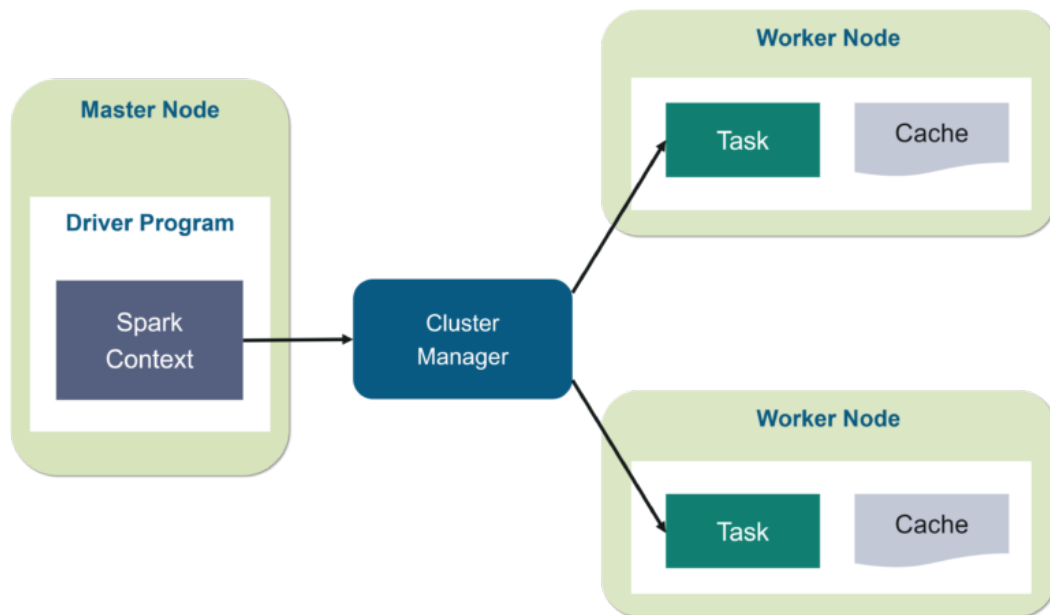 Master Node
Driver Program
Spark
Context
Cluster
Manager
Worker Node
Task
Cache
Worker Node
Task
Cache